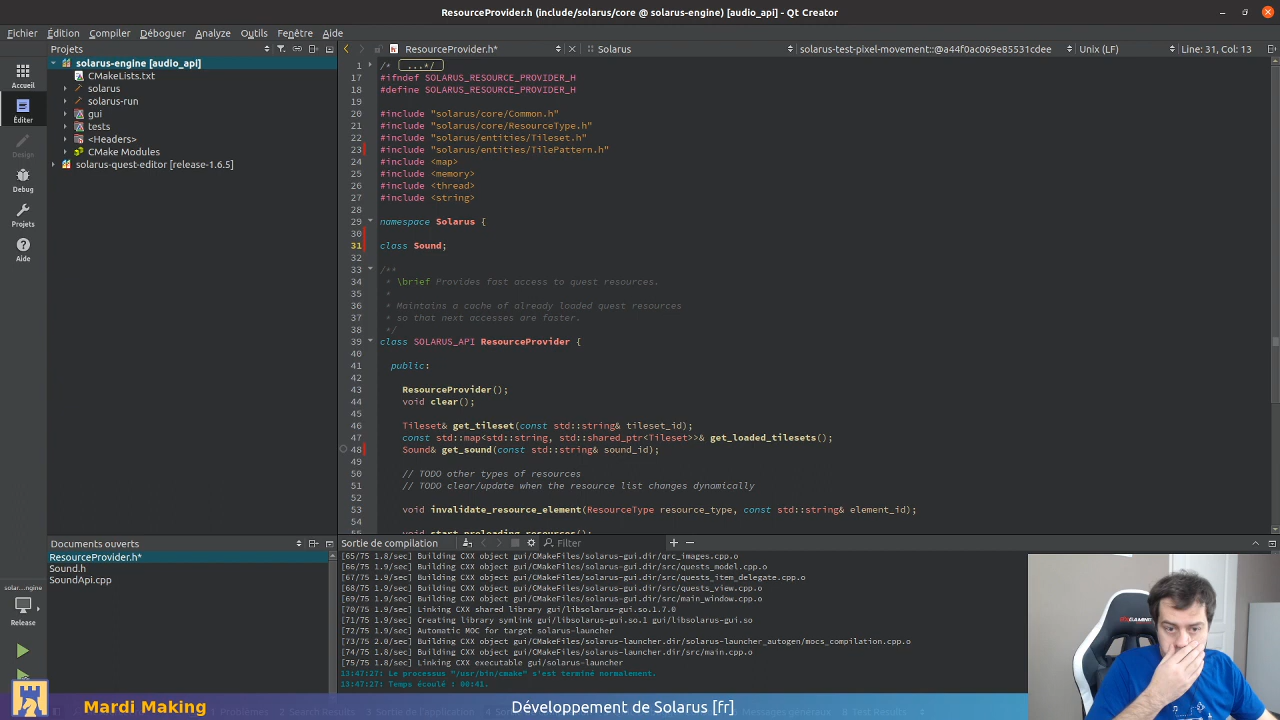 ResourceProvider.h (include/solarus/core @ solarus-engine) [audio_api] - Qt Creator
Fichier Édition Compiler Déboguer Analyze Outils Fenêtre Aide
Projets
ResourceProvider.h*
Solarus
solarus-test-pixel-movement::@a44f0ac069e85531cdee
Unix (LF)
Line: 31, Col: 13
Accueil
Éditer
Design
Debug
Projets
Aide
solarus-engine [audio_api]
CMakeLists.txt
solarus
solarus-run
gui
tests
<Headers>
CMake Modules
solarus-quest-editor [release-1.6.5]
1 /* ...*/
17 #ifndef SOLARUS_RESOURCE_PROVIDER_H
18 #define SOLARUS_RESOURCE_PROVIDER_H
19
20 #include "solarus/core/Common.h"
21 #include "solarus/core/ResourceType.h"
22 #include "solarus/entities/Tileset.h"
23 #include "solarus/entities/TilePattern.h"
24 #include <map>
25 #include <memory>
26 #include <thread>
27 #include <string>
28
29 namespace Solarus {
30
31 class Sound;
32
33 /**
34 * \brief Provides fast access to quest resources.
35 *
36 * Maintains a cache of already loaded quest resources
37 * so that next accesses are faster.
38 */
39 class SOLARUS_API ResourceProvider {
40
41 public:
42
43 ResourceProvider();
44 void clear();
45
46 Tileset& get_tileset(const std::string& tileset_id);
47 const std::map<std::string, std::shared_ptr<Tileset>>& get_loaded_tilesets();
48 Sound& get_sound(const std::string& sound_id);
49
50 // TODO other types of resources
51 // TODO clear/update when the resource list changes dynamically
52
53 void invalidate_resource_element(ResourceType resource_type, const std::string& element_id);
54
void start_preloading_resources();
Documents ouverts
ResourceProvider.h*
Sound.h
SoundApi.cpp
solar...ngine
Release
Sortie de compilation
Filter
[65/75 1.8/sec] Building CXX object gui/CMakeFiles/solarus-gui.dir/qrc_images.cpp.o
[66/75 1.9/sec] Building CXX object gui/CMakeFiles/solarus-gui.dir/src/quests_model.cpp.o
[67/75 1.9/sec] Building CXX object gui/CMakeFiles/solarus-gui.dir/src/quests_item_delegate.cpp.o
[68/75 1.9/sec] Building CXX object gui/CMakeFiles/solarus-gui.dir/src/quests_view.cpp.o
[69/75 1.9/sec] Building CXX object gui/CMakeFiles/solarus-gui.dir/src/main_window.cpp.o
[70/75 1.9/sec] Linking CXX shared library gui/libsolarus-gui.so.1.7.0
[71/75 1.9/sec] Creating library symlink gui/libsolarus-gui.so.1 gui/libsolarus-gui.so
[72/75 1.9/sec] Automatic MOC for target solarus-launcher
[73/75 2.0/sec] Building CXX object gui/CMakeFiles/solarus-launcher.dir/solarus-launcher_autogen/mocs_compilation.cpp.o
[74/75 1.8/sec] Building CXX object gui/CMakeFiles/solarus-launcher.dir/src/main.cpp.o
[75/75 1.8/sec] Linking CXX executable gui/solarus-launcher
13:47:27: Le processus "/usr/bin/cmake" s'est terminé normalement.
13:47:27: Temps écoulé : 00:41.
GAMING
Mardi Making
Développement de Solarus [fr]